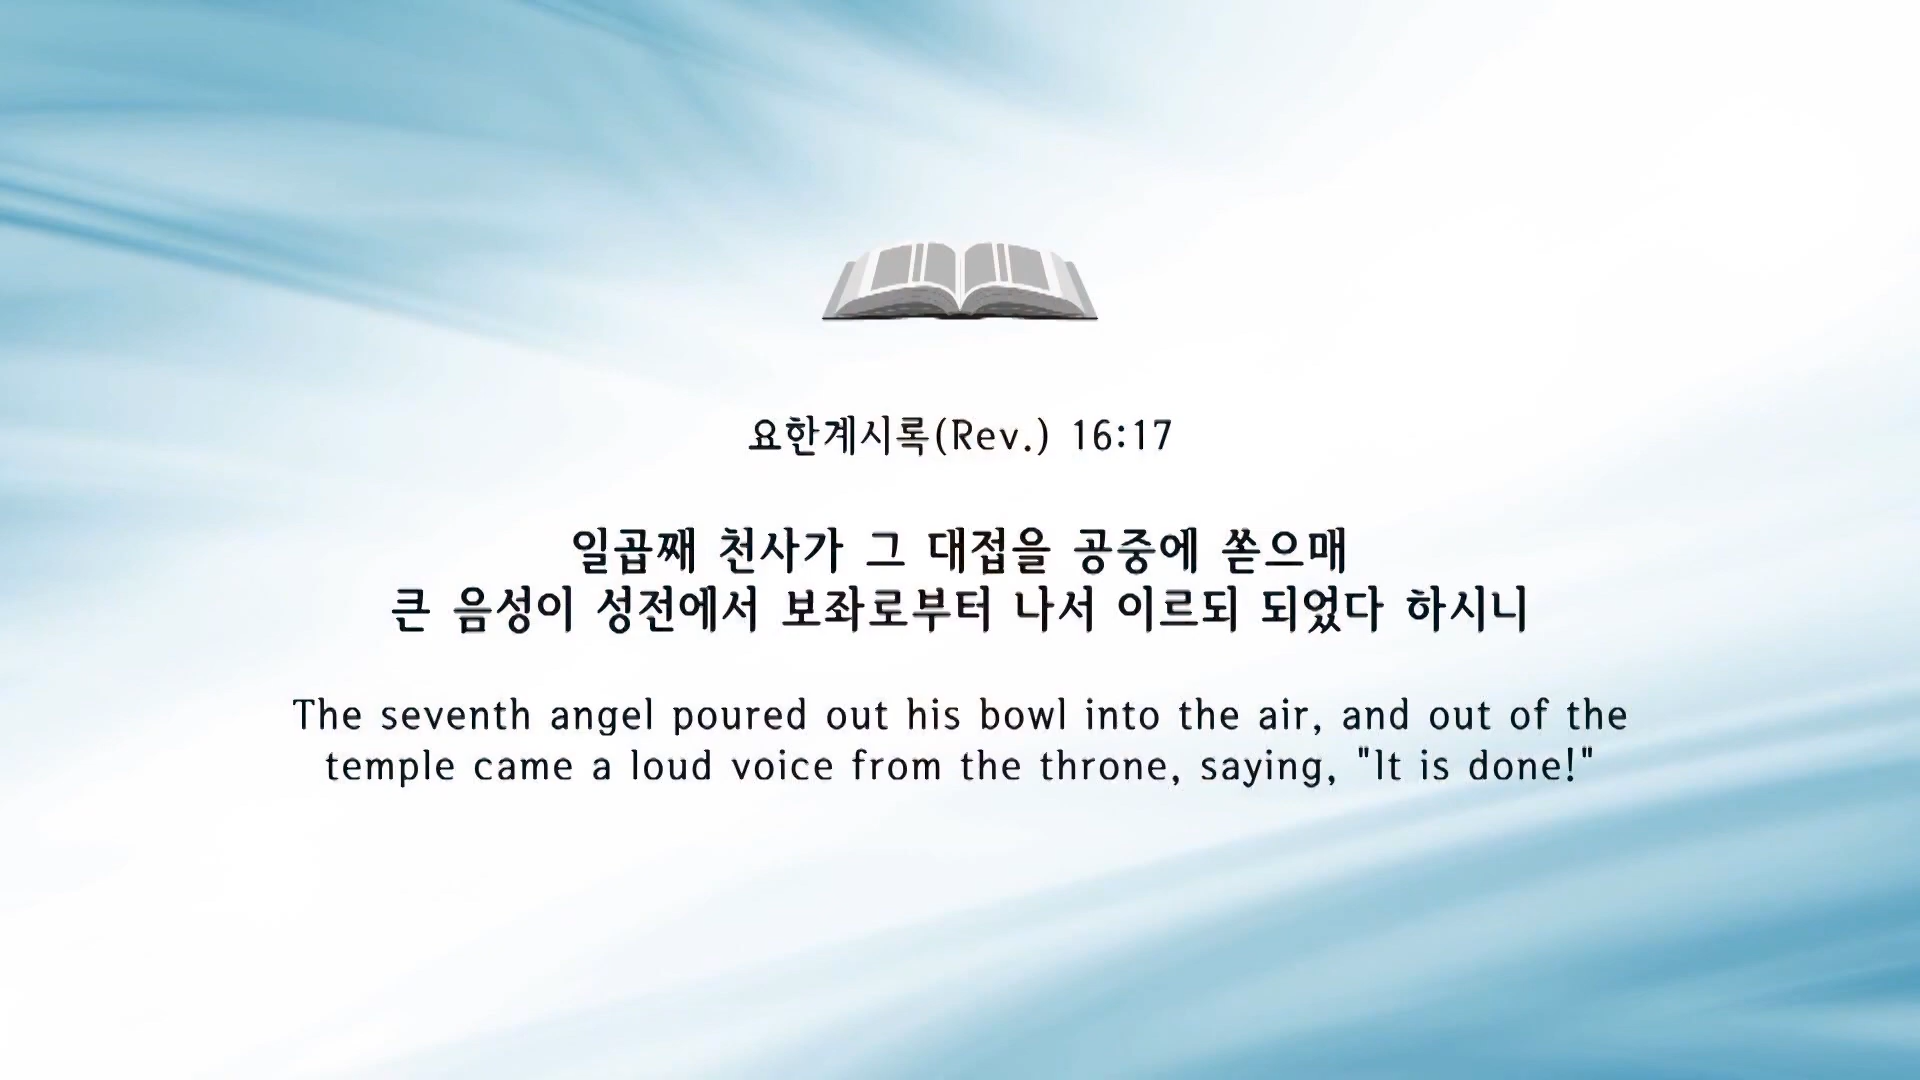 요한계시록(Rev.) 16:17
일곱째 천사가 그 대접을 공중에 쏟으매
큰 음성이 성전에서 보좌로부터 나서 이르되 되었다 하시니
The seventh angel poured out his bowl into the air, and out of the
temple came a loud voice from the throne, saying, "It is done!"